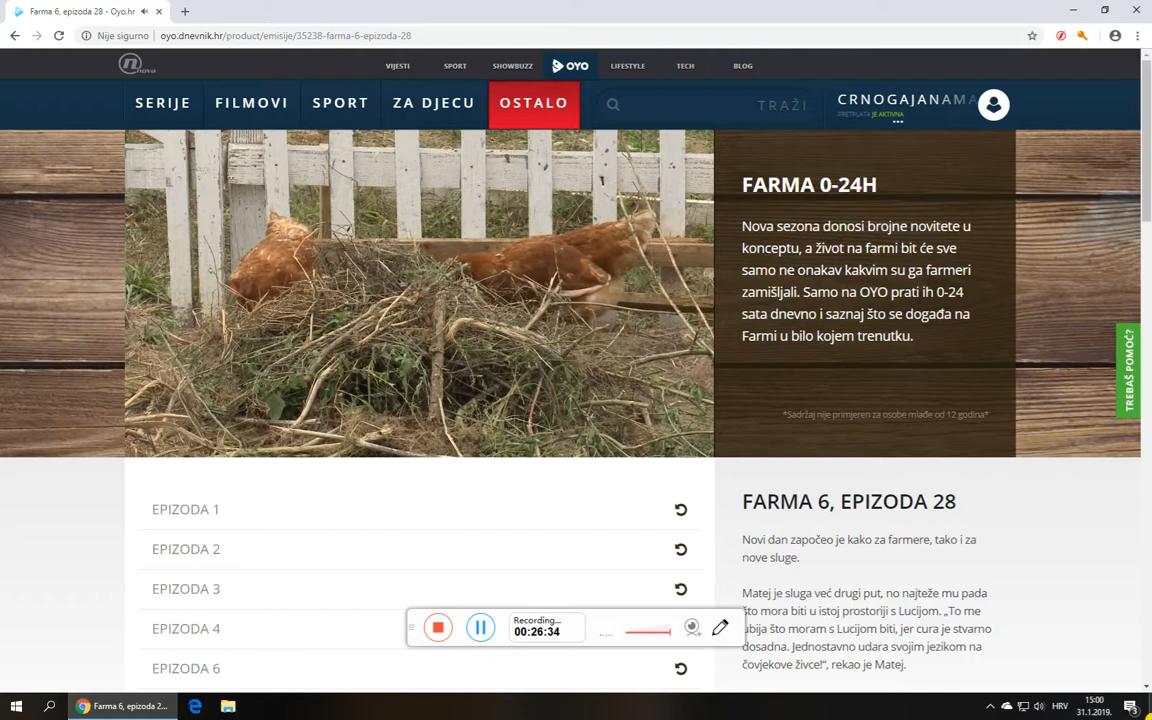 Farma 6, epizoda 28 - Oyo.hr
Nije sigurno
oyo.dnevnik.hr/product/emisije/35238-farma-6-epizoda-28
nova
VIJESTI
SPORT
SHOWBUZZ
OYO
LIFESTYLE
TECH
BLOG
SERIJE
FILMOVI
SPORT
ZA DJECU
OSTALO
TRAŽI
CRNOGAJANAMA
PRETPLATA JE AKTIVNA
FARMA 0-24H
Nova sezona donosi brojne novitete u
konceptu, a život na farmi bit će sve
samo ne onakav kakvim su ga farmeri
zamišljali. Samo na OYO prati ih 0-24
sata dnevno i saznaj što se događa na
Farmi u bilo kojem trenutku.
*Sadržaj nije primjeren za osobe mlađe od 12 godina*
TREBAŠ POMOĆ?
EPIZODA 1
EPIZODA 2
EPIZODA 3
EPIZODA 4
EPIZODA 6
FARMA 6, EPIZODA 28
Novi dan započeo je kako za farmere, tako i za
nove sluge.
Matej je sluga već drugi put, no najteže mu pada
što mora biti u istoj prostoriji s Lucijom. „To me
ubija što moram s Lucijom biti, jer cura je stvarno
dosadna. Jednostavno udara svojim jezikom na
čovjekove živce!“, rekao je Matej.
Recording...
00:26:34
Farma 6, epizoda 2...
HRV
15:00
31.1.2019.
3